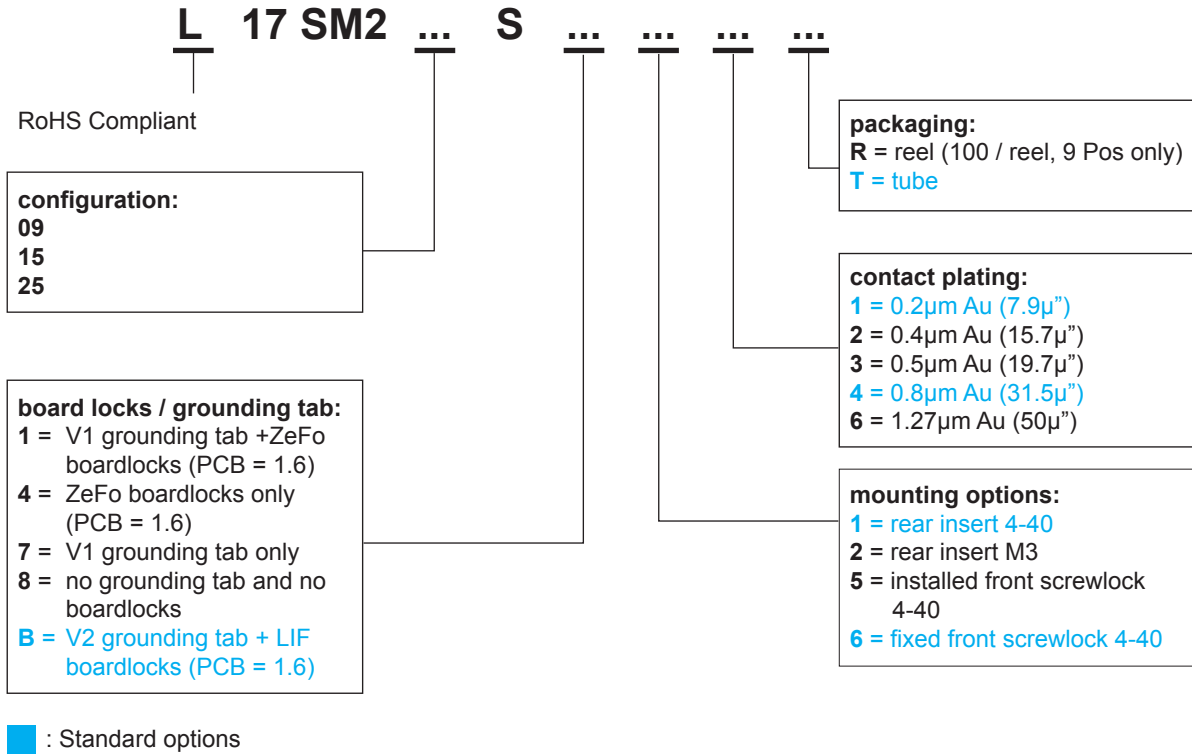 L 17 SM2 ... S ... ... ... ...
RoHS Compliant
configuration:
09
15
25
board locks / grounding tab:
1 = V1 grounding tab +ZeFo
boardlocks (PCB = 1.6)
4 = ZeFo boardlocks only
(PCB = 1.6)
7 = V1 grounding tab only
8 = no grounding tab and no
boardlocks
B = V2 grounding tab + LIF
boardlocks (PCB = 1.6)
packaging:
R = reel (100 / reel, 9 Pos only)
T = tube
contact plating:
1 = 0.2µm Au (7.9µ”)
2 = 0.4µm Au (15.7µ”)
3 = 0.5µm Au (19.7µ”)
4 = 0.8µm Au (31.5µ”)
6 = 1.27µm Au (50µ”)
mounting options:
1 = rear insert 4-40
2 = rear insert M3
5 = installed front screwlock
4-40
6 = fixed front screwlock 4-40
: Standard options